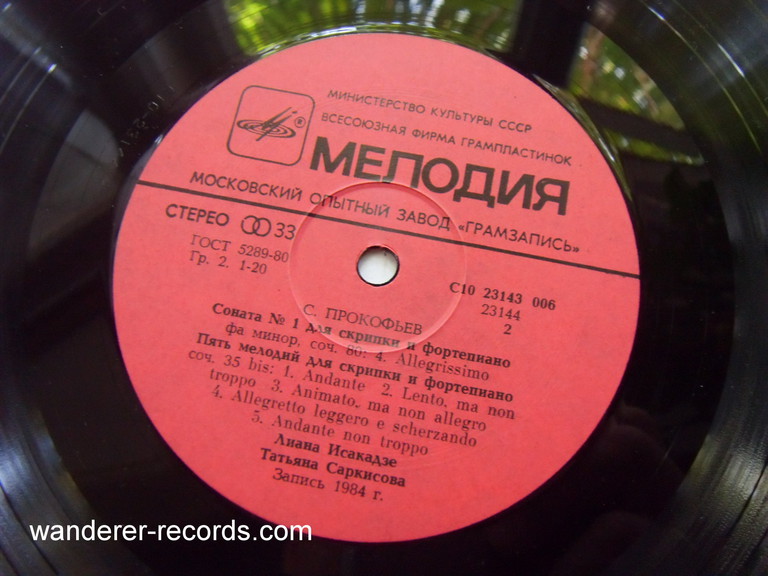 МИНИСТЕРСТВО КУЛЬТУРЫ СССР
ВСЕСОЮЗНАЯ ФИРМА ГРАМПЛАСТИНОК
МЕЛОДИЯ
МОСКОВСКИЙ ОПЫТНЫЙ ЗАВОД «ГРАМЗАПИСЬ»
СТЕРЕО 33
ГОСТ 5289-80
Гр. 2. 1-20
С10 23143 006
23144
2
С. ПРОКОФЬЕВ
Соната № 1 для скрипки и фортепиано
фа минор, соч. 80: 4. Allegrissimo
Пять мелодий для скрипки и фортепиано
соч. 35 bis: 1. Andante 2. Lento, ma non
troppo 3. Animato, ma non allegro
4. Allegretto leggero e scherzando
5. Andante non troppo
Лиана Исакадзе
Татьяна Саркисова
Запись 1984 г.
wanderer-records.com